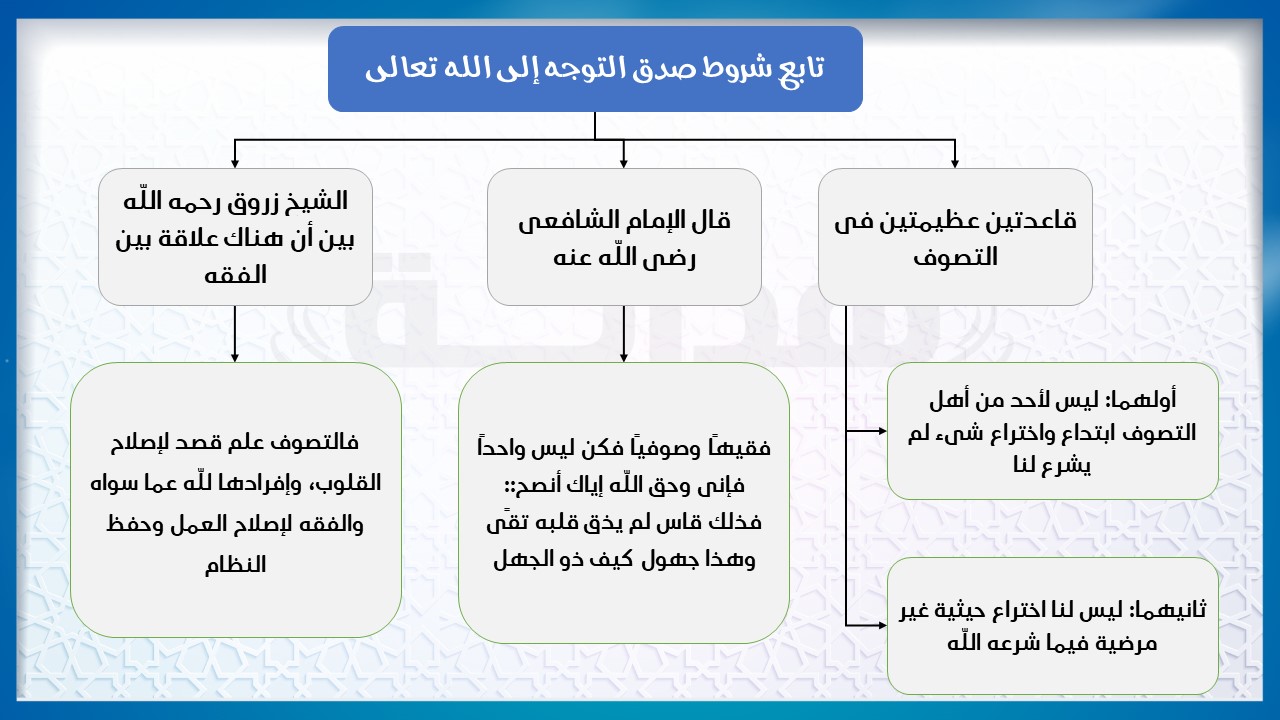 تابع شروط صدق التوجه إلى الله تعالى
قاعدتين عظيمتين فى
التصوف
أولهما: ليس لأحد من أهل
التصوف ابتداع واختراع شىء لم
يشرع لنا
ثانيهما: ليس لنا اختراع حيثية غير
مرضية فيما شرعه اللّه
قال الإمام الشافعى
رضى اللّه عنه
فقيهًا وصوفيًا فكن ليس واحداً
فإنى وحق اللّه إياك أنصح::
فذلك قاس لم يذق قلبه تقًى
وهذا جهول كيف ذو الجهل
الشيخ زروق رحمه اللّه
بين أن هناك علاقة بين
الفقه
فالتصوف علم قصد لإصلاح
القلوب، وإفرادها للّه عما سواه
والفقه لإصلاح العمل وحفظ
النظام